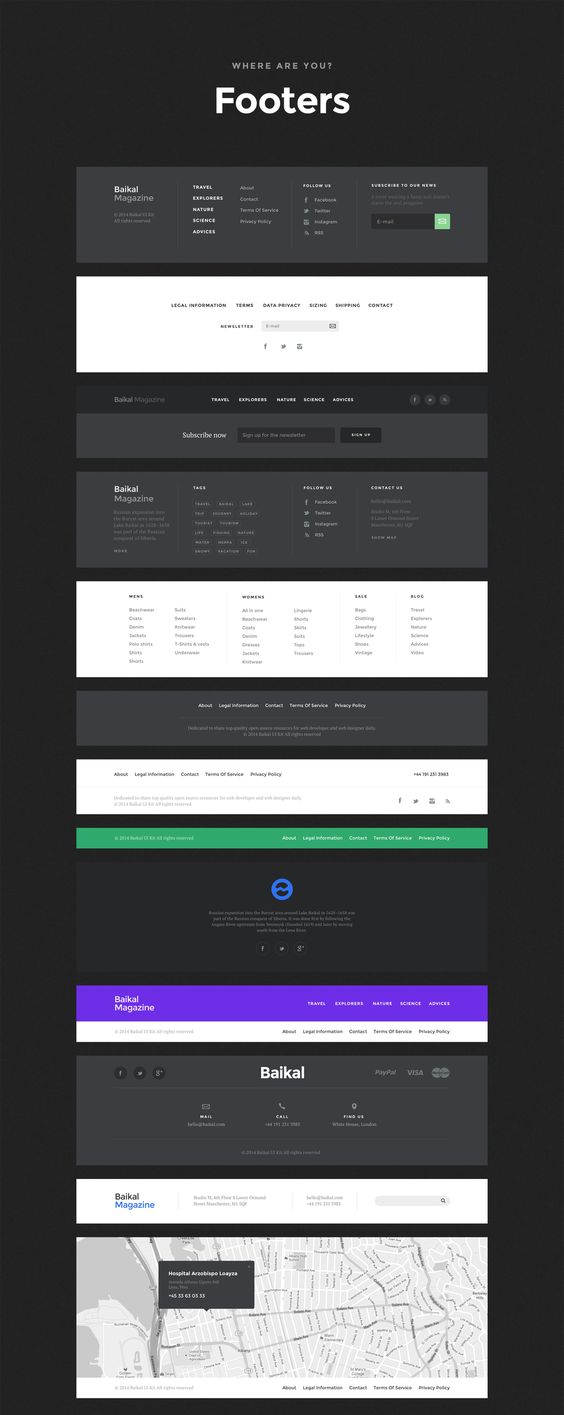 WHERE ARE YOU?
Footers
Baikal
Magazine
© 2014 Baikal UI Kit
All rights reserved
TRAVEL
EXPLORERS
NATURE
SCIENCE
ADVICES
About
Contact
Terms Of Service
Privacy Policy
FOLLOW US
Facebook
Twitter
Instagram
RSS
SUBSCRIBE TO OUR NEWS
E-mail
LEGAL INFORMATION TERMS DATA PRIVACY SIZING SHIPPING CONTACT
NEWSLETTER E-mail
Baikal Magazine TRAVEL EXPLORERS NATURE SCIENCE ADVICES
Subscribe now Sign up for the newsletter SIGN UP
Baikal
Magazine
Russian expansion into
the Buryat area around
Lake Baikal in 1628–1658
was part of the Russian
conquest of Siberia.
MORE
TAGS
TRAVEL BAIKAL LAKE
TRIP JOURNEY HOLIDAY
TOURIST TOURISM
LIFE FISHING NATURE
WATER NERPA ICE
SNOWY VACATION FUN
FOLLOW US
Facebook
Twitter
Instagram
RSS
CONTACT US
hello@baikal.com
Studio M, 4th Floor
8 Lower Ormond Street
Manchester, M1 5QF
SHOW MAP
MENS
Beachwear
Coats
Denim
Jackets
Polo shirts
Shirts
Shorts
Suits
Sweaters
Knitwear
Trousers
T-Shirts & vests
Underwear
WOMENS
All in one
Beachwear
Coats
Denim
Dresses
Jackets
Knitwear
Lingerie
Shorts
Skirts
Suits
Tops
Trousers
SALE
Bags
Clothing
Jewellery
Lifestyle
Shoes
Vintage
BLOG
Travel
Explorers
Nature
Science
Advices
Video
About Legal Information Contact Terms Of Service Privacy Policy
Dedicated to share top-quality open source resources for web developer and web designer daily.
© 2014 Baikal UI Kit All rights reserved
About Legal Information Contact Terms Of Service Privacy Policy +44 191 231 3983
Dedicated to share top-quality open source resources for web developer and web designer daily.
© 2014 Baikal UI Kit All rights reserved
© 2014 Baikal UI Kit All rights reserved About Legal Information Contact Terms Of Service Privacy Policy
Russian expansion into the Buryat area around Lake Baikal in 1628–1658 was
part of the Russian conquest of Siberia. It was done first by following the
Angara River upstream from Yeniseysk (founded 1619) and later by moving
south from the Lena River.
Baikal
Magazine
TRAVEL EXPLORERS NATURE SCIENCE ADVICES
© 2014 Baikal UI Kit All rights reserved About Legal Information Contact Terms Of Service Privacy Policy
Baikal PayPal VISA
MAIL
hello@baikal.com
CALL
+44 191 231 3983
FIND US
White House, London
© 2014 Baikal UI Kit All rights reserved
Baikal
Magazine
Studio M, 4th Floor 8 Lower Ormond
Street Manchester, M1 5QF
hello@baikal.com
+44 191 231 3983
Hospital Arzobispo Loayza
Lima, Peru
+45 33 63 03 33
© 2014 Baikal UI Kit All rights reserved About Legal Information Contact Terms Of Service Privacy Policy